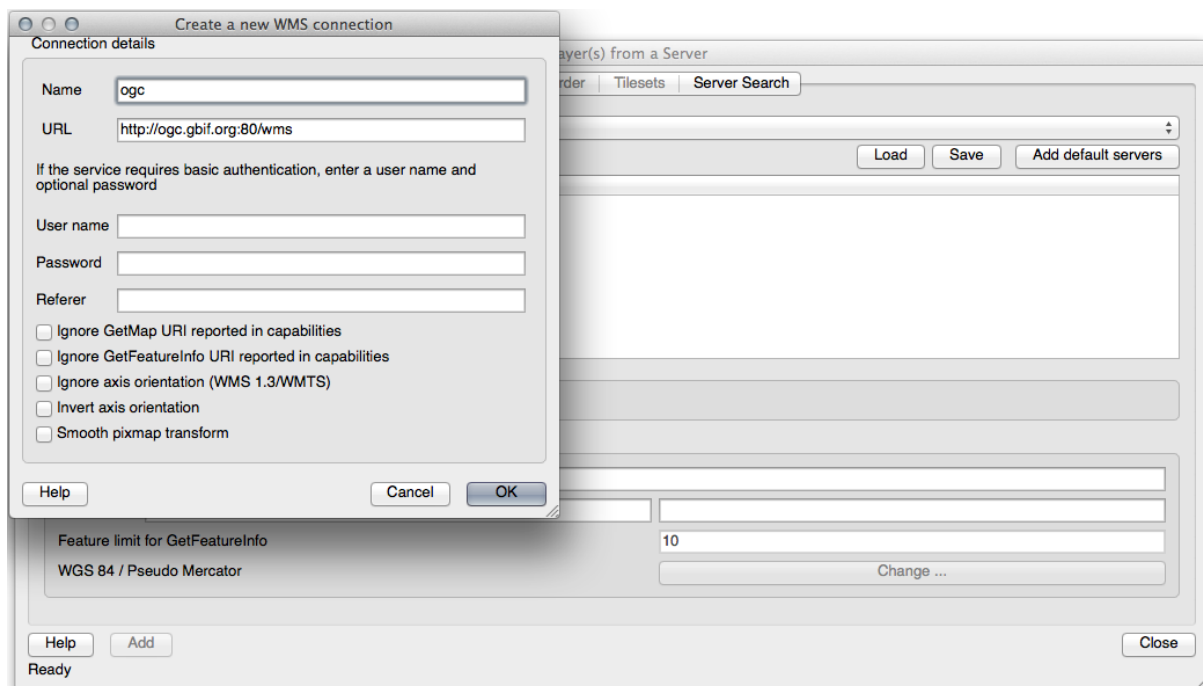 Create a new WMS connection
Connection details
Name
ogc
URL
http://ogc.gbif.org:80/wms
If the service requires basic authentication, enter a user name and
optional password
User name
Password
Referer
Ignore GetMap URI reported in capabilities
Ignore GetFeatureInfo URI reported in capabilities
Ignore axis orientation (WMS 1.3/WMTS)
Invert axis orientation
Smooth pixmap transform
Help
Cancel
OK
from a Server
Tilesets
Server Search
Load
Save
Add default servers
Feature limit for GetFeatureInfo
10
WGS 84 / Pseudo Mercator
Change ...
Help
Add
Close
Ready